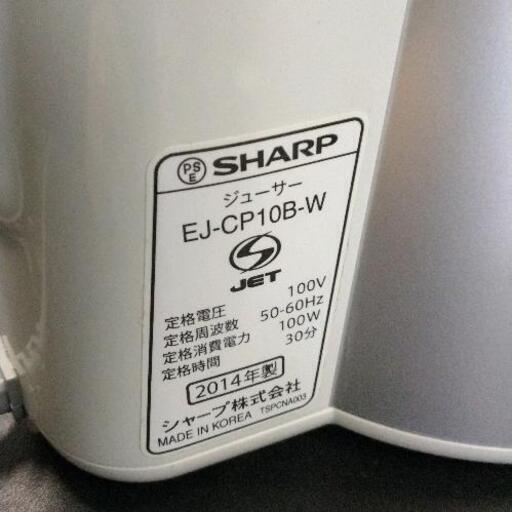 PS E SHARP
ジューサー
EJ-CP10B-W
JET
定格電圧 100V
定格周波数 50-60Hz
定格消費電力 100W
定格時間 30分
2014年製
シャープ株式会社
MADE IN KOREA TSPCNA003